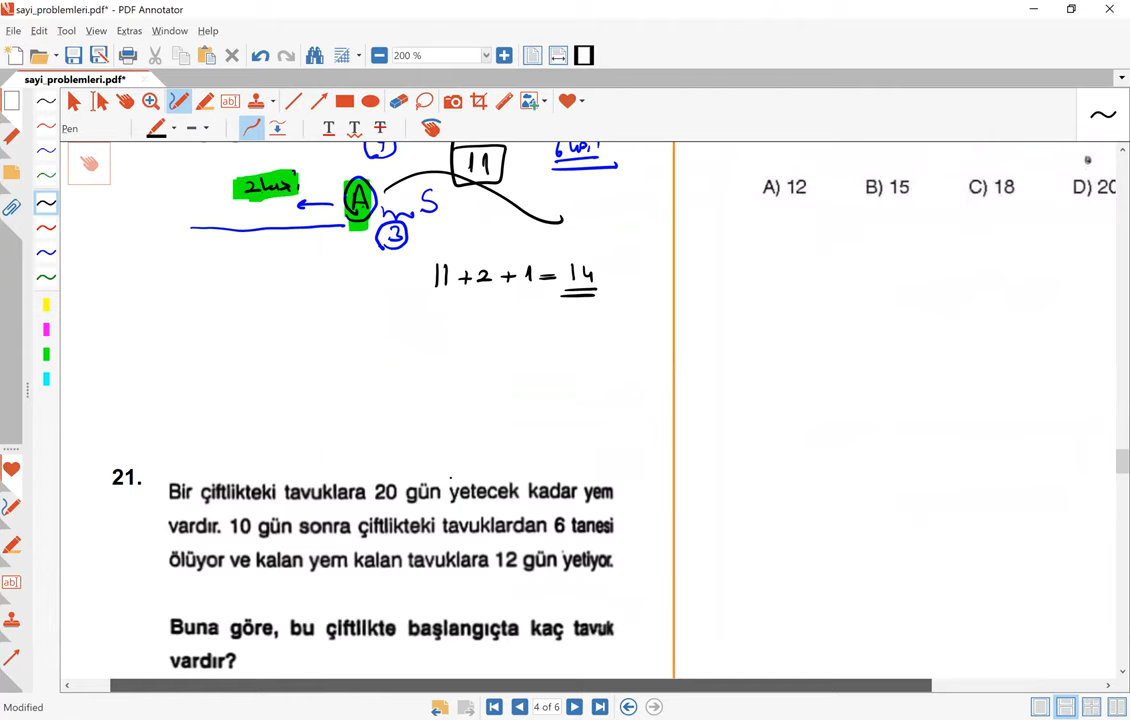 sayi_problemleri.pdf* - PDF Annotator
File Edit Tool View Extras Window Help
200 %
sayi_problemleri.pdf*
Pen
11
2
A
S
3
11 + 2 + 1 = 14
A) 12 B) 15 C) 18 D) 20
21.
Bir çiftlikteki tavuklara 20 gün yetecek kadar yem
vardır. 10 gün sonra çiftlikteki tavuklardan 6 tanesi
ölüyor ve kalan yem kalan tavuklara 12 gün yetiyor.
Buna göre, bu çiftlikte başlangıçta kaç tavuk
vardır?
4 of 6
Modified